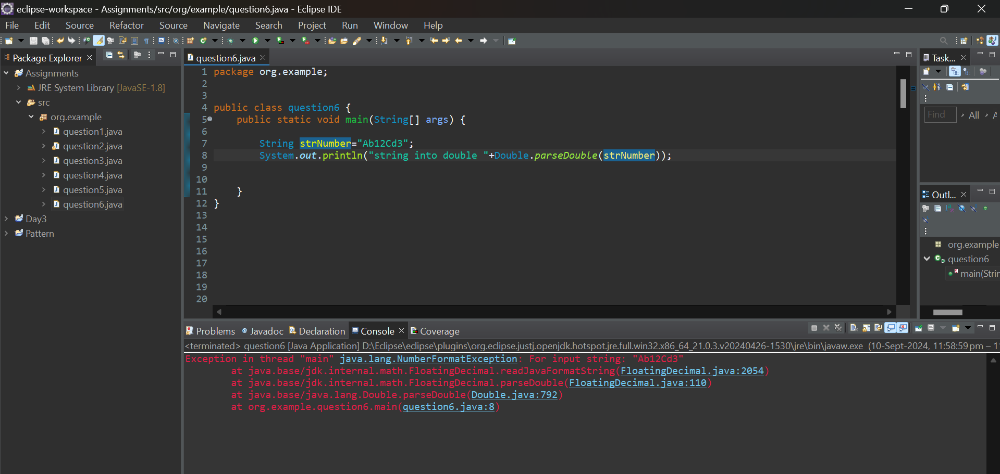 eclipse-workspace - Assignments/src/org/example/question6.java - Eclipse IDE
File Edit Source Refactor Source Navigate Search Project Run Window Help
Package Explorer
Assignments
JRE System Library [JavaSE-1.8]
src
org.example
question1.java
question2.java
question3.java
question4.java
question5.java
question6.java
Day3
Pattern
question6.java
1 package org.example;
2
3
4 public class question6 {
5 public static void main(String[] args) {
6
7 String strNumber="Ab12Cd3";
8 System.out.println("string into double "+Double.parseDouble(strNumber));
9
10
11 }
12 }
13
14
15
16
17
18
19
20
Task...
Find All A
Outl...
org.example
question6
main(Strin
Problems Javadoc Declaration Console Coverage
<terminated> question6 [Java Application] D:\Eclipse\eclipse\plugins\org.eclipse.justj.openjdk.hotspot.jre.full.win32.x86_64_21.0.3.v20240426-1530\jre\bin\javaw.exe (10-Sept-2024, 11:58:59 pm – 1
Exception in thread "main" java.lang.NumberFormatException: For input string: "Ab12Cd3"
at java.base/jdk.internal.math.FloatingDecimal.readJavaFormatString(FloatingDecimal.java:2054)
at java.base/jdk.internal.math.FloatingDecimal.parseDouble(FloatingDecimal.java:110)
at java.base/java.lang.Double.parseDouble(Double.java:792)
at org.example.question6.main(question6.java:8)